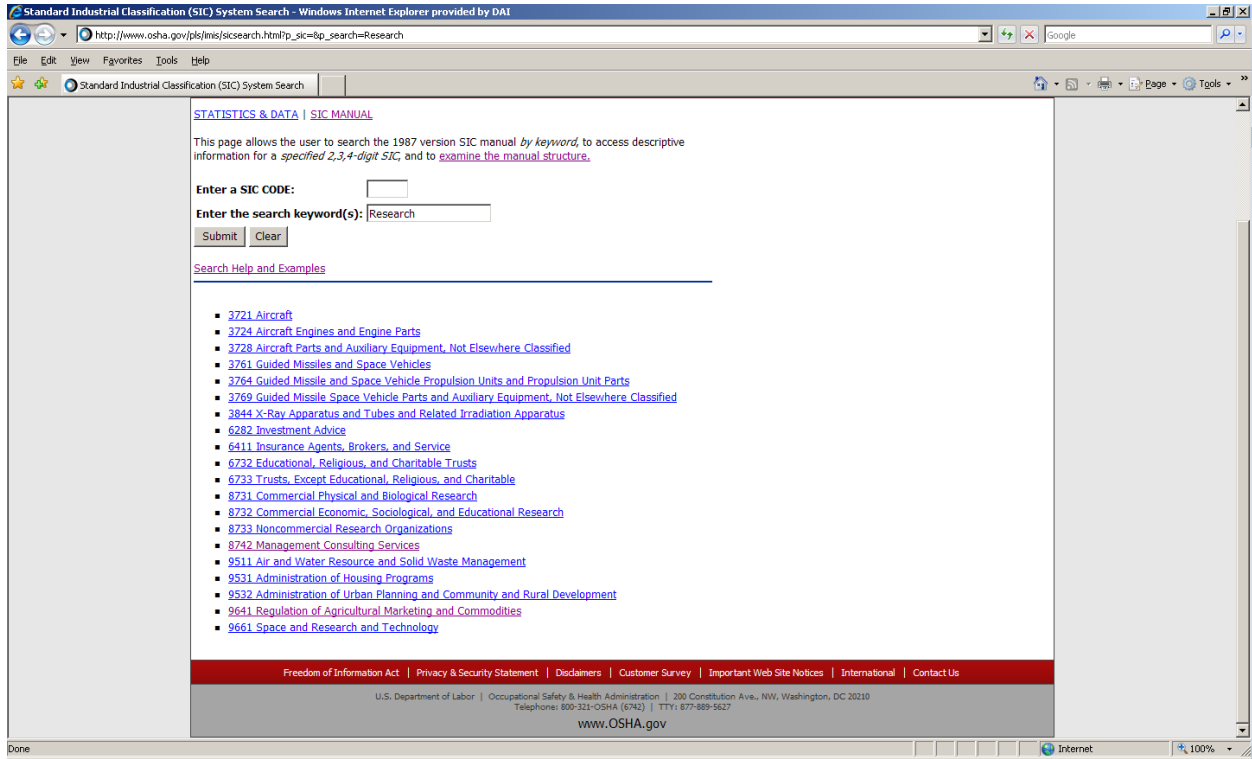 Standard Industrial Classification (SIC) System Search - Windows Internet Explorer provided by DAI
http://www.osha.gov/pls/imis/sicsearch.html?p_sic=&p_search=Research
Google
File Edit View Favorites Tools Help
Standard Industrial Classification (SIC) System Search
Page Tools
STATISTICS & DATA | SIC MANUAL
This page allows the user to search the 1987 version SIC manual by keyword, to access descriptive
information for a specified 2,3,4-digit SIC, and to examine the manual structure.
Enter a SIC CODE:
Enter the search keyword(s): Research
Submit Clear
Search Help and Examples
3721 Aircraft
3724 Aircraft Engines and Engine Parts
3728 Aircraft Parts and Auxiliary Equipment, Not Elsewhere Classified
3761 Guided Missiles and Space Vehicles
3764 Guided Missile and Space Vehicle Propulsion Units and Propulsion Unit Parts
3769 Guided Missile Space Vehicle Parts and Auxiliary Equipment, Not Elsewhere Classified
3844 X-Ray Apparatus and Tubes and Related Irradiation Apparatus
6282 Investment Advice
6411 Insurance Agents, Brokers, and Service
6732 Educational, Religious, and Charitable Trusts
6733 Trusts, Except Educational, Religious, and Charitable
8731 Commercial Physical and Biological Research
8732 Commercial Economic, Sociological, and Educational Research
8733 Noncommercial Research Organizations
8742 Management Consulting Services
9511 Air and Water Resource and Solid Waste Management
9531 Administration of Housing Programs
9532 Administration of Urban Planning and Community and Rural Development
9641 Regulation of Agricultural Marketing and Commodities
9661 Space and Research and Technology
Freedom of Information Act | Privacy & Security Statement | Disclaimers | Customer Survey | Important Web Site Notices | International | Contact Us
U.S. Department of Labor | Occupational Safety & Health Administration | 200 Constitution Ave., NW, Washington, DC 20210
Telephone: 800-321-OSHA (6742) | TTY: 877-889-5627
www.OSHA.gov
Done Internet 100%